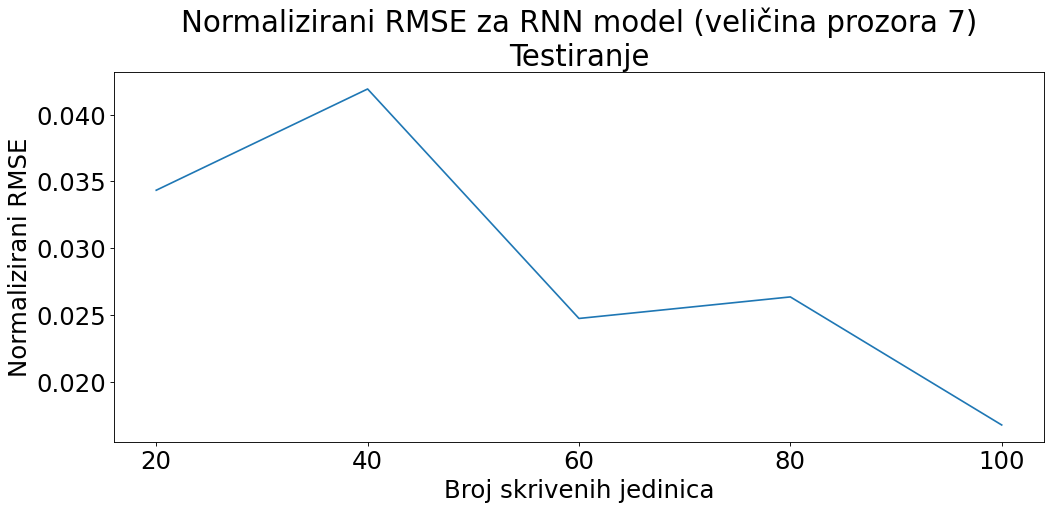 Normalizirani RMSE za RNN model (veličina prozora 7)
Testiranje
Normalizirani RMSE
0.040
0.035
0.030
0.025
0.020
20 40 60 80 100
Broj skrivenih jedinica